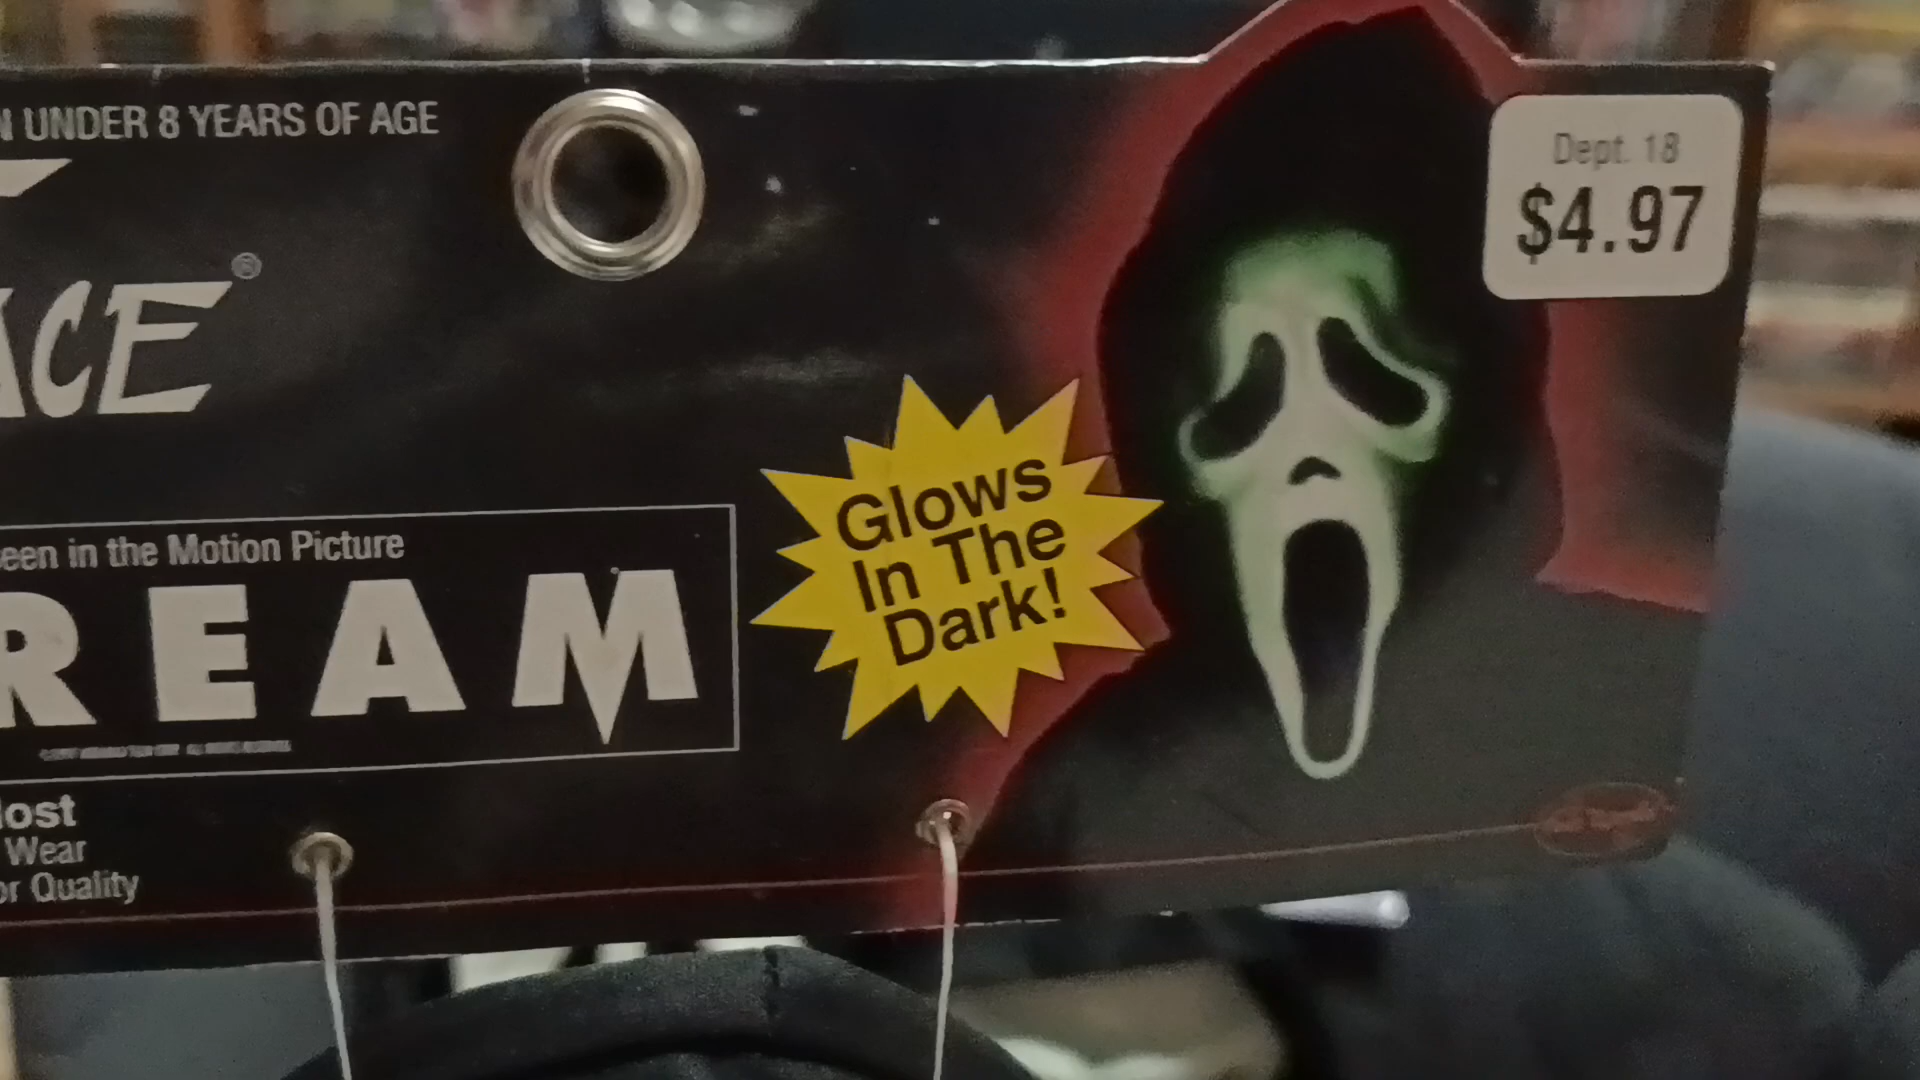 UNDER 8 YEARS OF AGE
ACE®
een in the Motion Picture
REAM
ost
Wear
or Quality
Glows
In The
Dark!
Dept. 18
$4.97